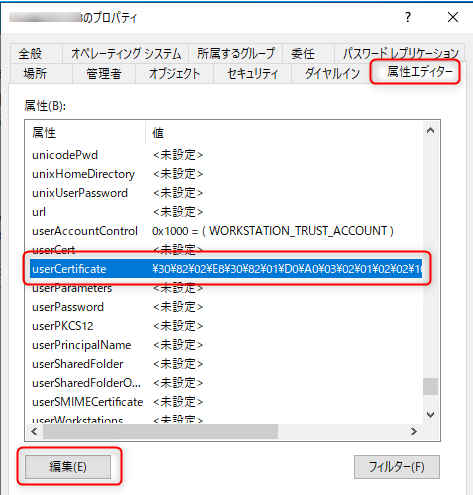 3のプロパティ
? ×
全般 オペレーティング システム 所属するグループ 委任 パスワード レプリケーション
場所 管理者 オブジェクト セキュリティ ダイヤルイン 属性エディター
属性(B):
属性 値
unicodePwd <未設定>
unixHomeDirectory <未設定>
unixUserPassword <未設定>
url <未設定>
userAccountControl 0x1000 = ( WORKSTATION_TRUST_ACCOUNT )
userCert <未設定>
userCertificate ¥30¥82¥02¥E8¥30¥82¥01¥D0¥A0¥03¥02¥01¥02¥02¥10
userParameters <未設定>
userPassword <未設定>
userPKCS12 <未設定>
userPrincipalName <未設定>
userSharedFolder <未設定>
userSharedFolderO... <未設定>
userSMIMECertificate <未設定>
userWorkstations <未設定>
編集(E) フィルター(F)